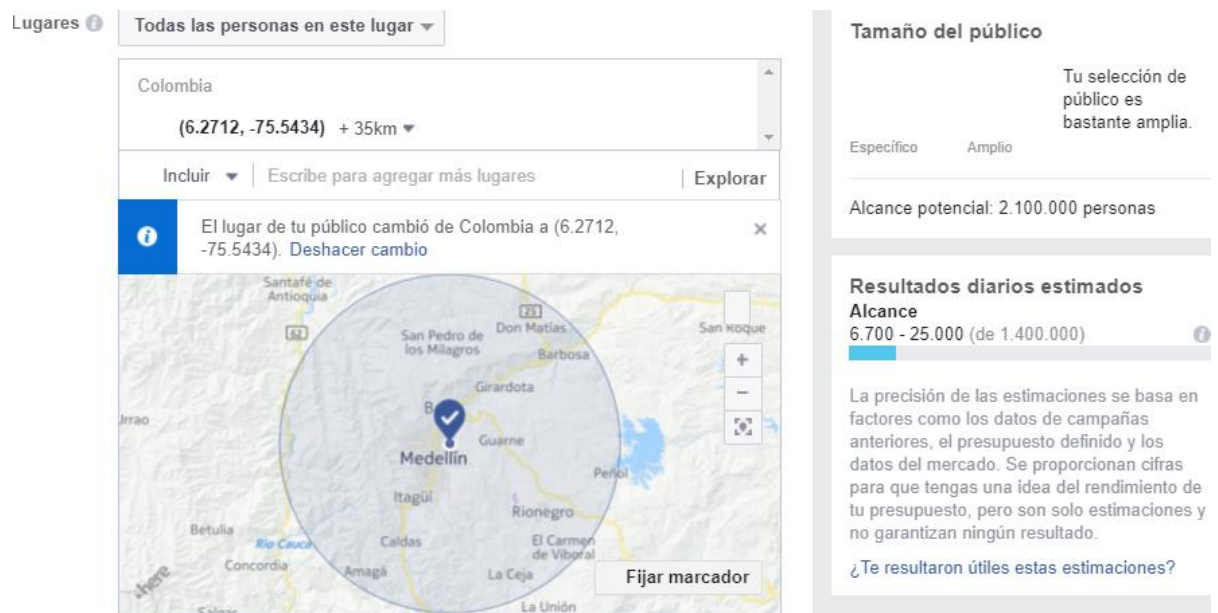 Lugares
Todas las personas en este lugar
Colombia
(6.2712, -75.5434) + 35km
Incluir
Escribe para agregar más lugares
Explorar
El lugar de tu público cambió de Colombia a (6.2712,
-75.5434). Deshacer cambio
Santafé de
Antioquia
25
62
San Pedro de
los Milagros
Don Matías
San Roque
Barbosa
Girardota
Urrao
B
Guarne
Medellín
Peñol
Itagüí
Rionegro
Betulia
Río Cauca
Caldas
El Carmen
de Viboral
Concordia
Amagá
La Ceja
Fijar marcador
here
Salgar
La Unión
Tamaño del público
Tu selección de
público es
bastante amplia.
Específico Amplio
Alcance potencial: 2.100.000 personas
Resultados diarios estimados
Alcance
6.700 - 25.000 (de 1.400.000)
La precisión de las estimaciones se basa en
factores como los datos de campañas
anteriores, el presupuesto definido y los
datos del mercado. Se proporcionan cifras
para que tengas una idea del rendimiento de
tu presupuesto, pero son solo estimaciones y
no garantizan ningún resultado.
¿Te resultaron útiles estas estimaciones?